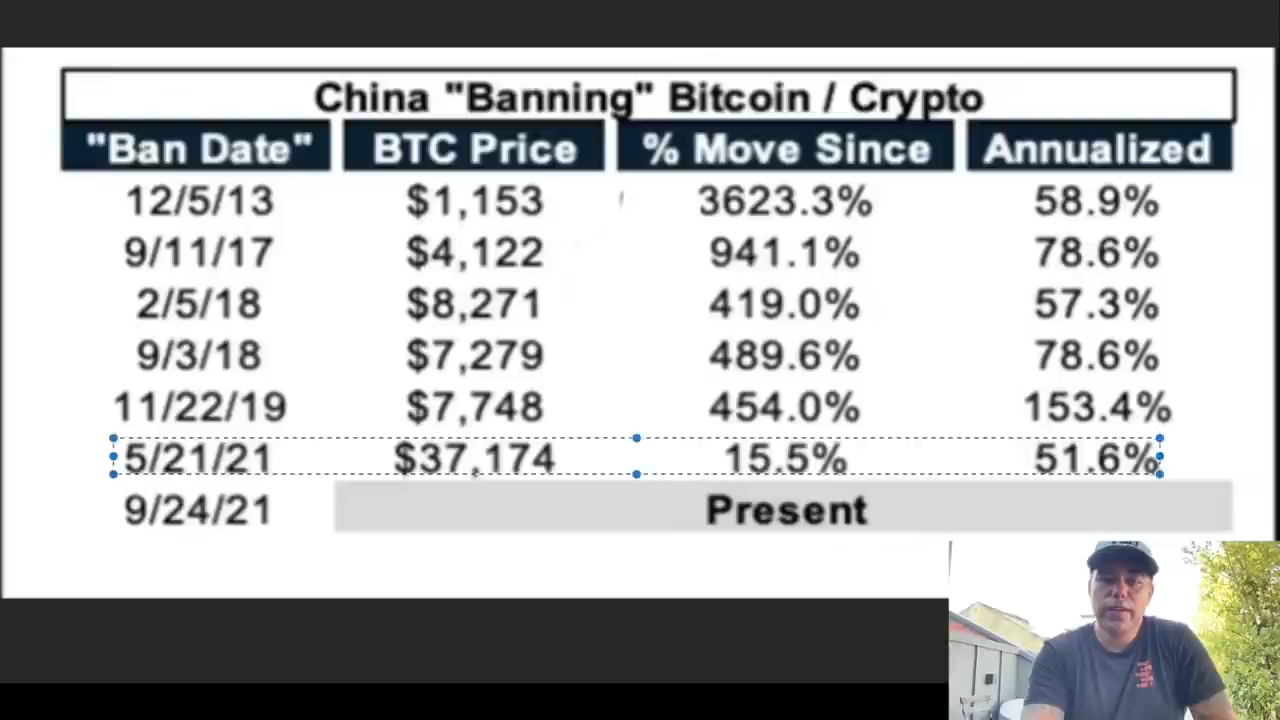 China "Banning" Bitcoin / Crypto
"Ban Date" BTC Price % Move Since Annualized
12/5/13 $1,153 3623.3% 58.9%
9/11/17 $4,122 941.1% 78.6%
2/5/18 $8,271 419.0% 57.3%
9/3/18 $7,279 489.6% 78.6%
11/22/19 $7,748 454.0% 153.4%
5/21/21 $37,174 15.5% 51.6%
9/24/21 Present